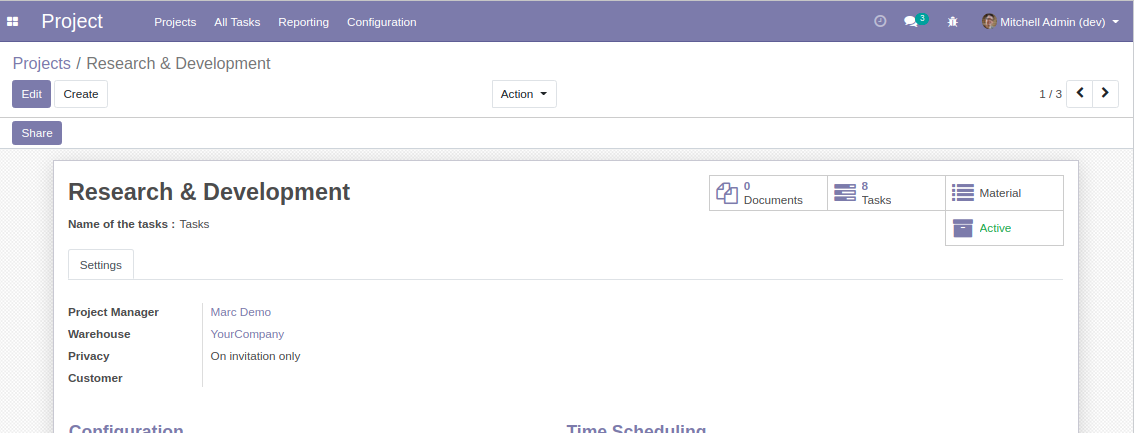 Project Projects All Tasks Reporting Configuration 3 Mitchell Admin (dev)
Projects / Research & Development
Edit Create Action 1 / 3
Share
Research & Development
0 Documents
8 Tasks
Material
Name of the tasks : Tasks
Active
Settings
Project Manager Marc Demo
Warehouse YourCompany
Privacy On invitation only
Customer
Configuration Time Scheduling